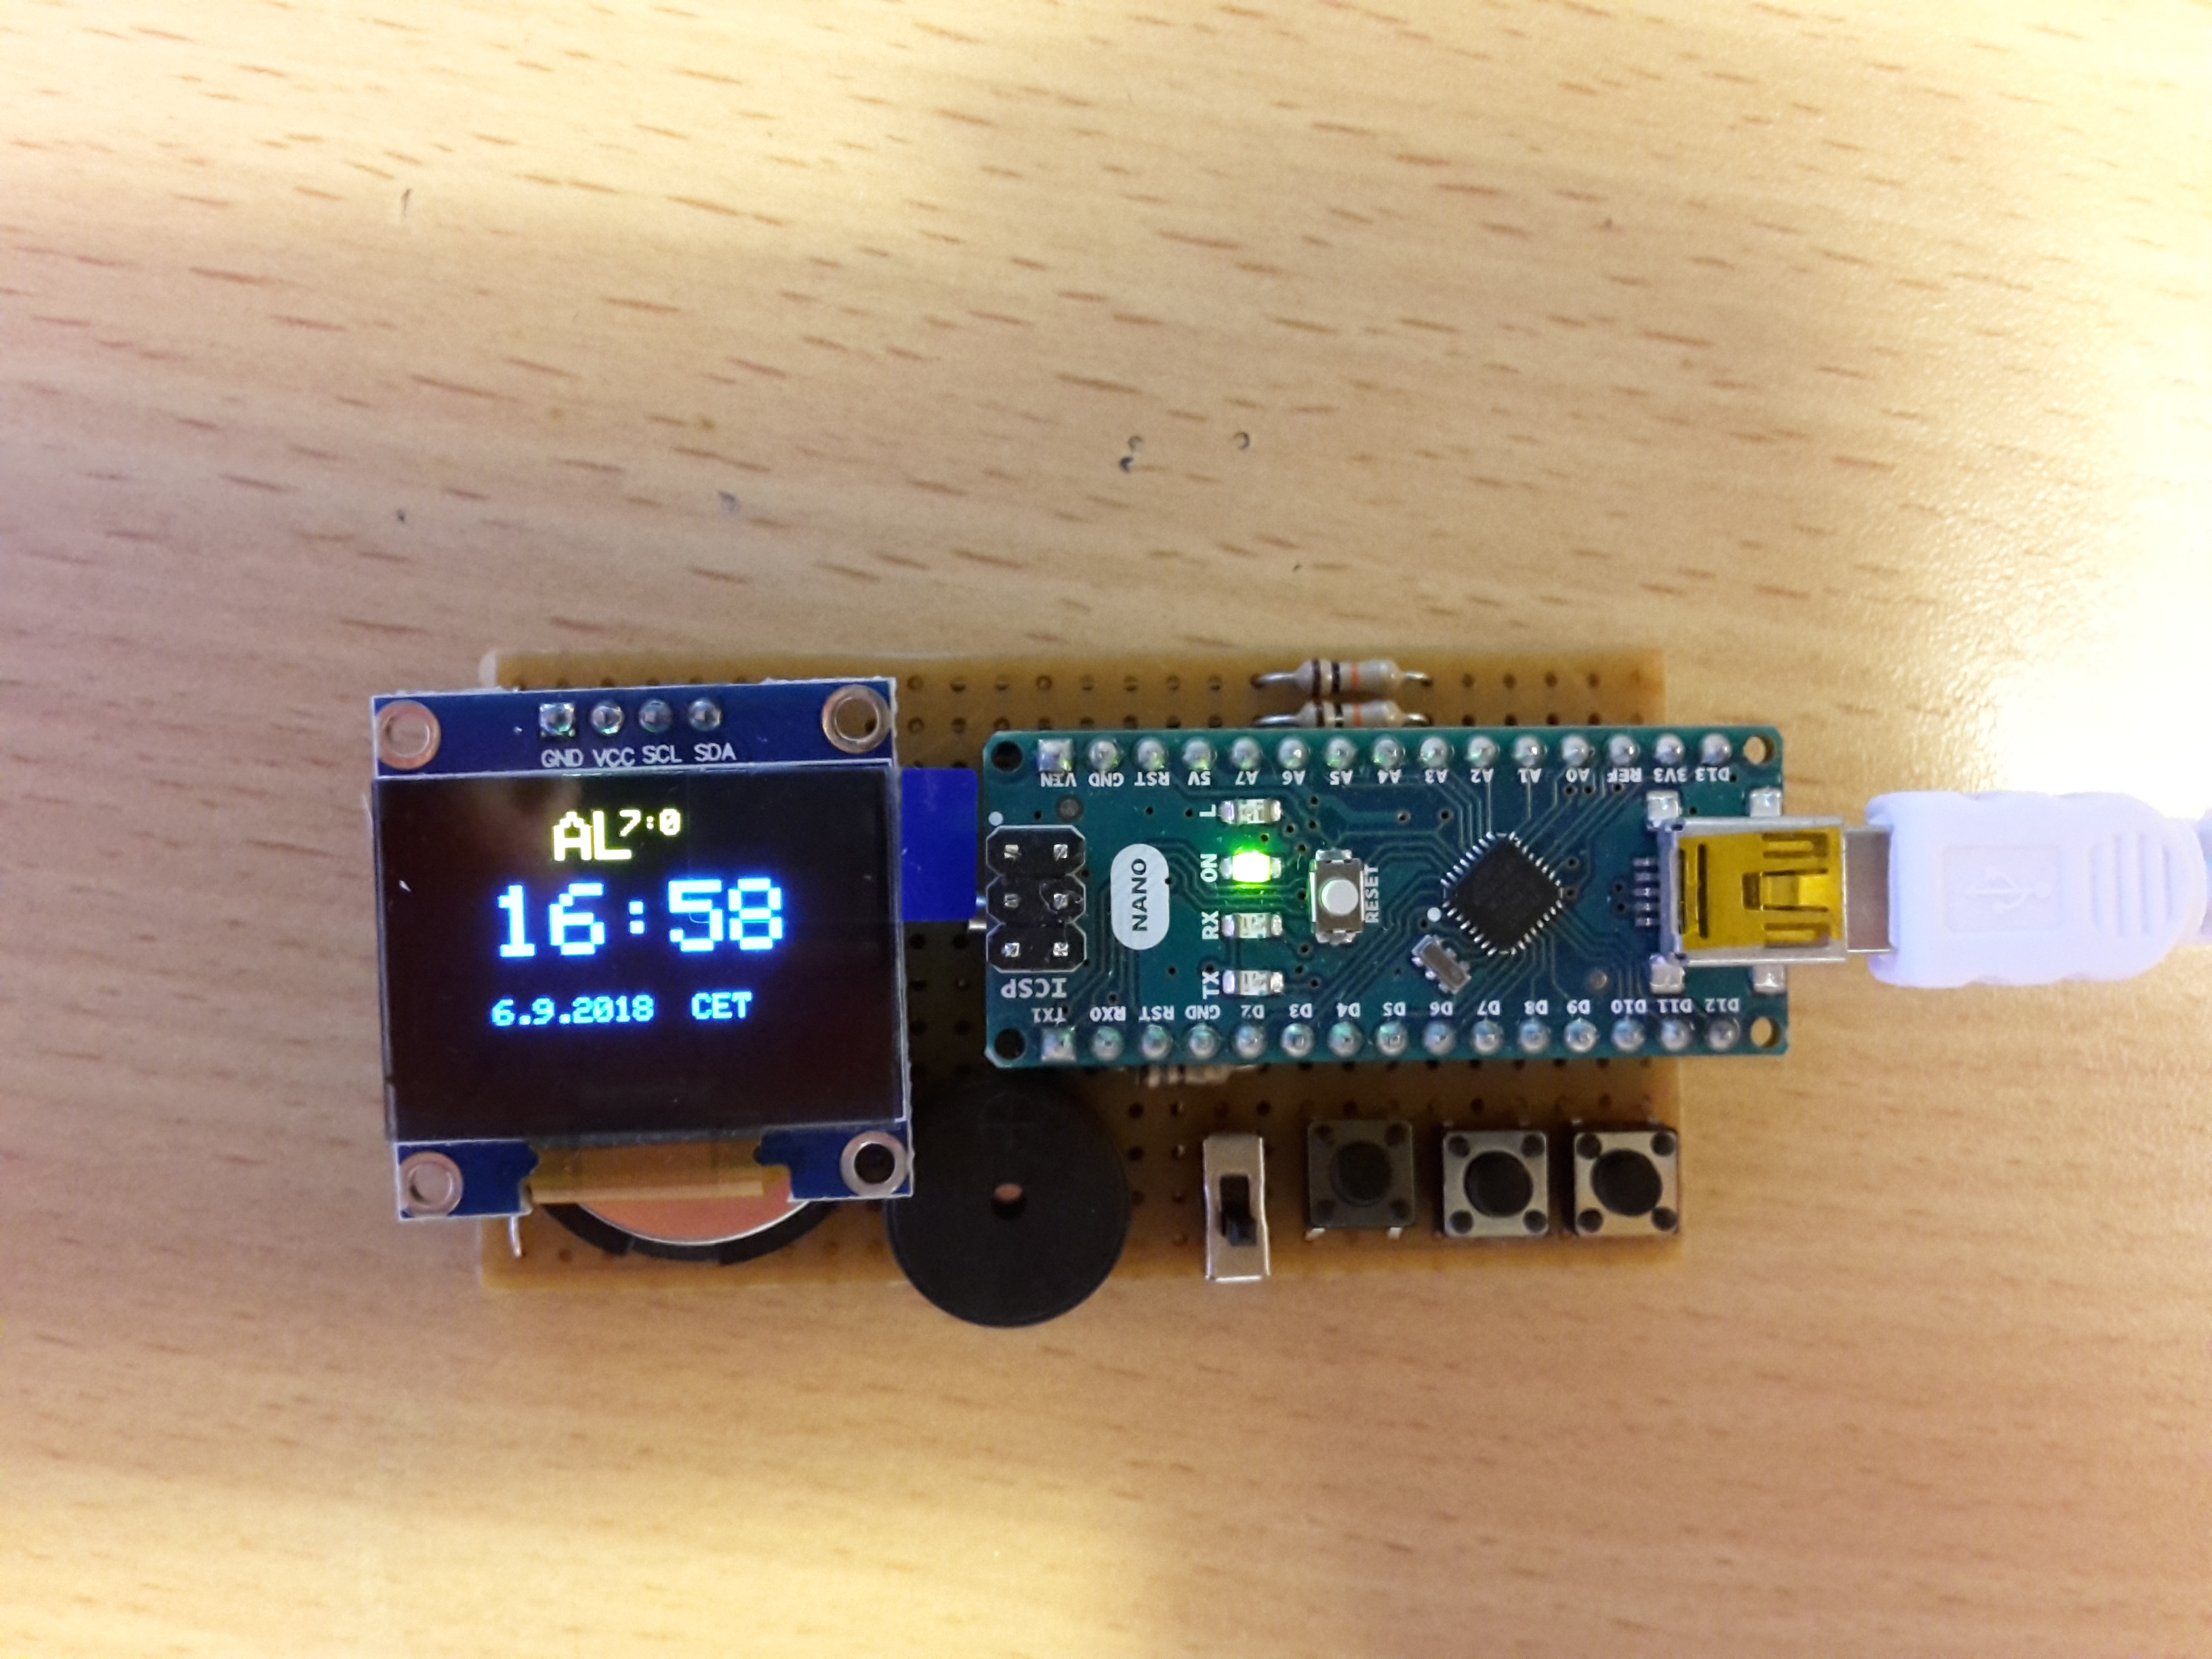 GND VCC SCL SDA
AL 7:0
16:58
6.9.2018 CET
VIN GND RST 5V A7 A6 A5 A4 A3 A2 A1 A0 REF 3V3 D13
L
ON
RX
TX
NANO
RESET
ICSP
TX1 RX0 RST GND D2 D3 D4 D5 D6 D7 D8 D9 D10 D11 D12